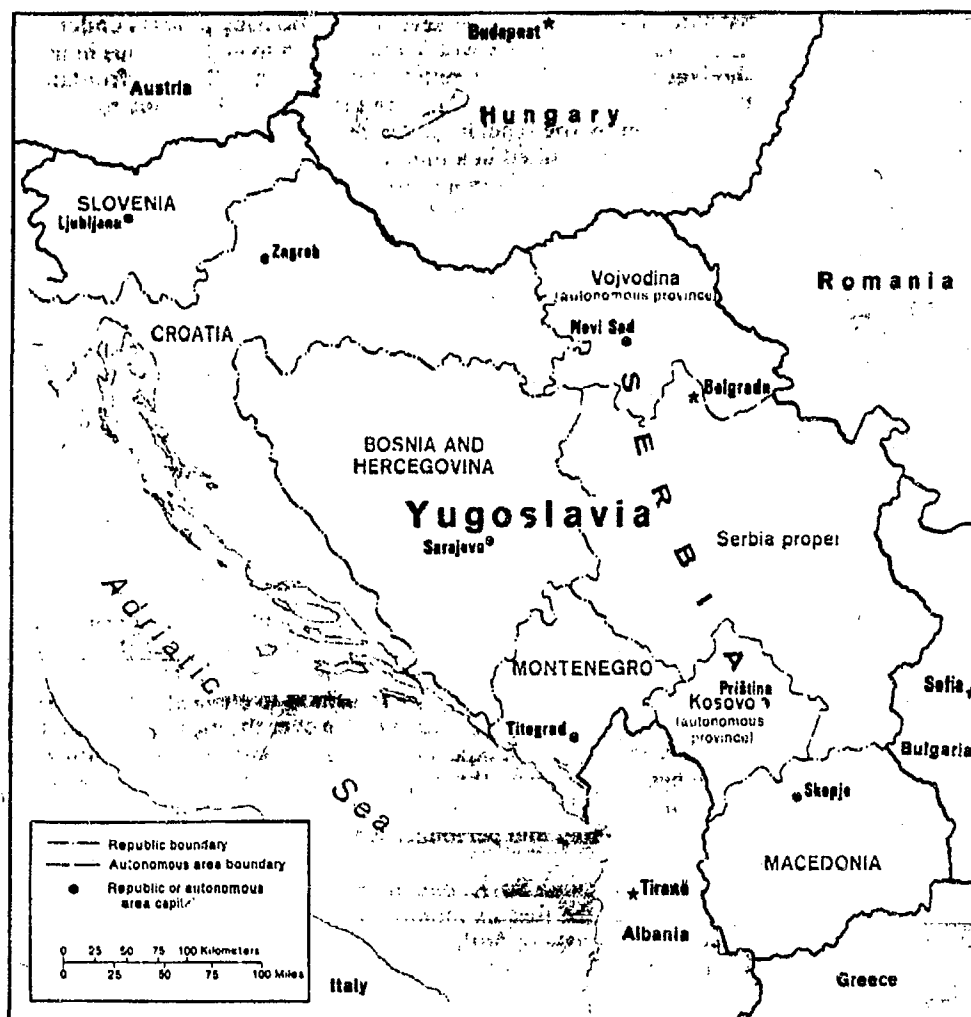 Budapest
Austria
Hungary
SLOVENIA
Ljubljana
Zagreb
Vojvodina
(autonomous province)
Romania
Novi Sad
CROATIA
Belgrade
SERBIA
BOSNIA AND
HERCEGOVINA
Yugoslavia
Sarajevo
Serbia proper
Adriatic Sea
MONTENEGRO
Priština
Kosovo
(autonomous
province)
Sofia
Titograd
Bulgaria
Skopje
MACEDONIA
Republic boundary
Autonomous area boundary
Republic or autonomous
area capital
0 25 50 75 100 Kilometers
0 25 50 75 100 Miles
Tiranë
Albania
Italy
Greece